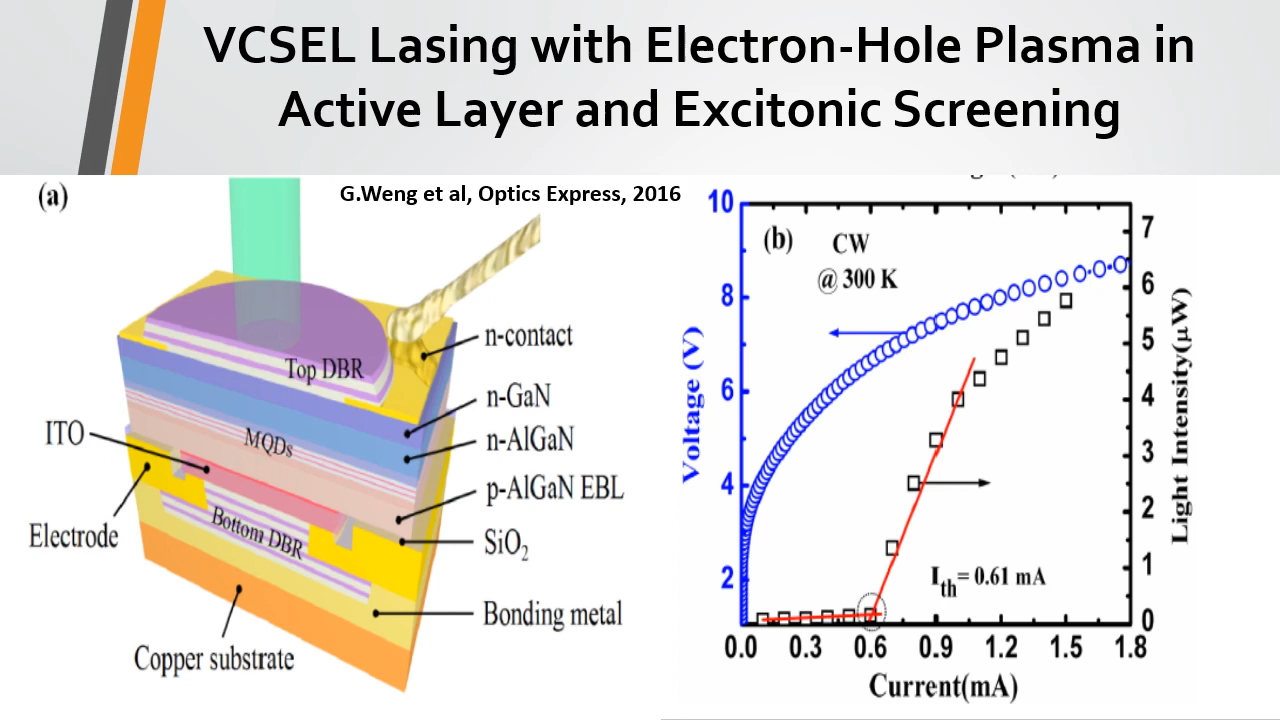 VCSEL Lasing with Electron-Hole Plasma in
Active Layer and Excitonic Screening
(a)
G.Weng et al, Optics Express, 2016
n-contact
Top DBR
n-GaN
ITO
MQDs
n-AlGaN
p-AlGaN EBL
Electrode
Bottom DBR
SiO2
Bonding metal
Copper substrate
(b)
CW
@ 300 K
Ith= 0.61 mA
Voltage (V)
10
8
6
4
2
Light Intensity(μW)
7
6
5
4
3
2
1
0
0.0 0.3 0.6 0.9 1.2 1.5 1.8
Current(mA)